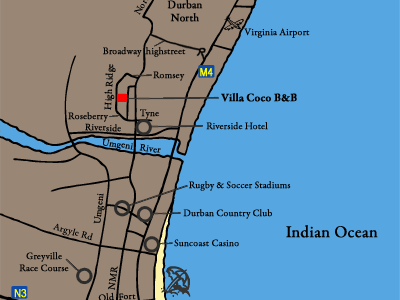 Nor
Durban
North
Virginia Airport
Broadway
highstreet
M4
Romsey
High Ridge
Villa Coco B&B
Roseberry
Tyne
Riverside
Riverside Hotel
Umgeni River
Rugby & Soccer Stadiums
Umgeni
Durban Country Club
Argyle Rd
Indian Ocean
Suncoast Casino
Greyville
Race Course
NMR
N3
Old Fort